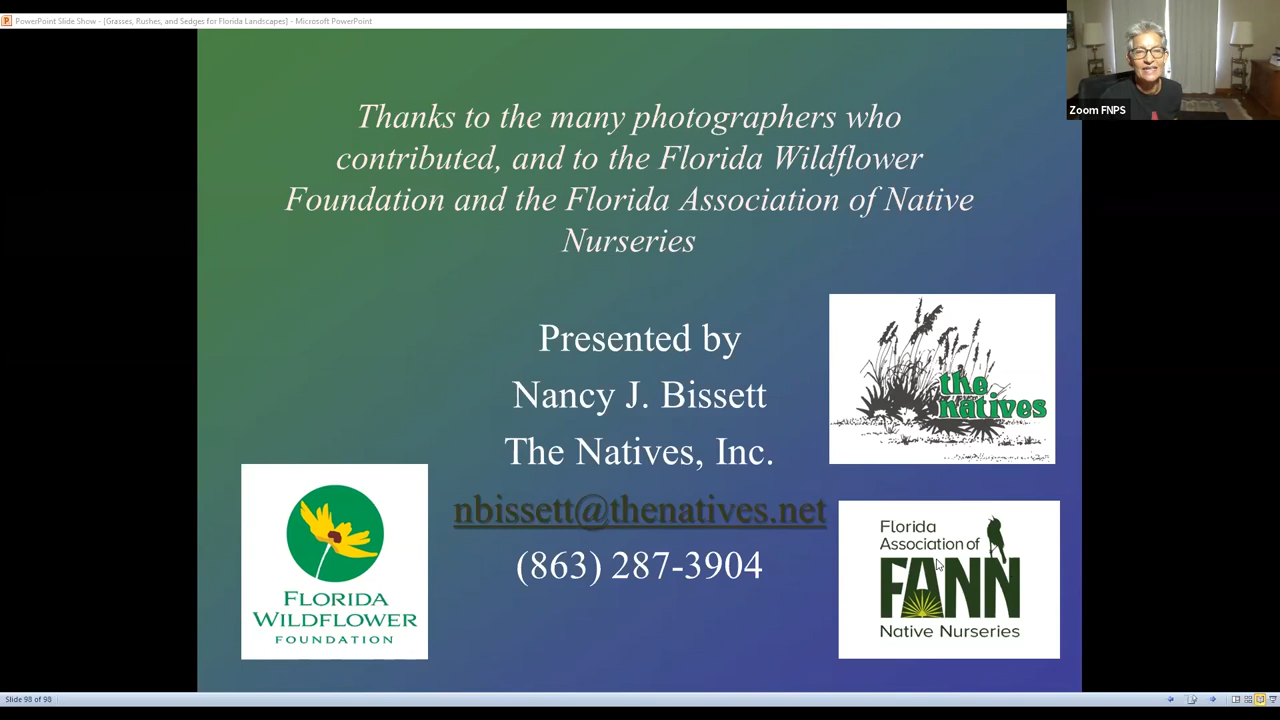 PowerPoint Slide Show - [Grasses, Rushes, and Sedges for Florida Landscapes] - Microsoft PowerPoint
Zoom FNPS
Thanks to the many photographers who
contributed, and to the Florida Wildflower
Foundation and the Florida Association of Native
Nurseries
Presented by
Nancy J. Bissett
The Natives, Inc.
nbissett@thenatives.net
(863) 287-3904
the
natives
FLORIDA
WILDFLOWER
FOUNDATION
Florida
Association of
FANN
Native Nurseries
Slide 98 of 98